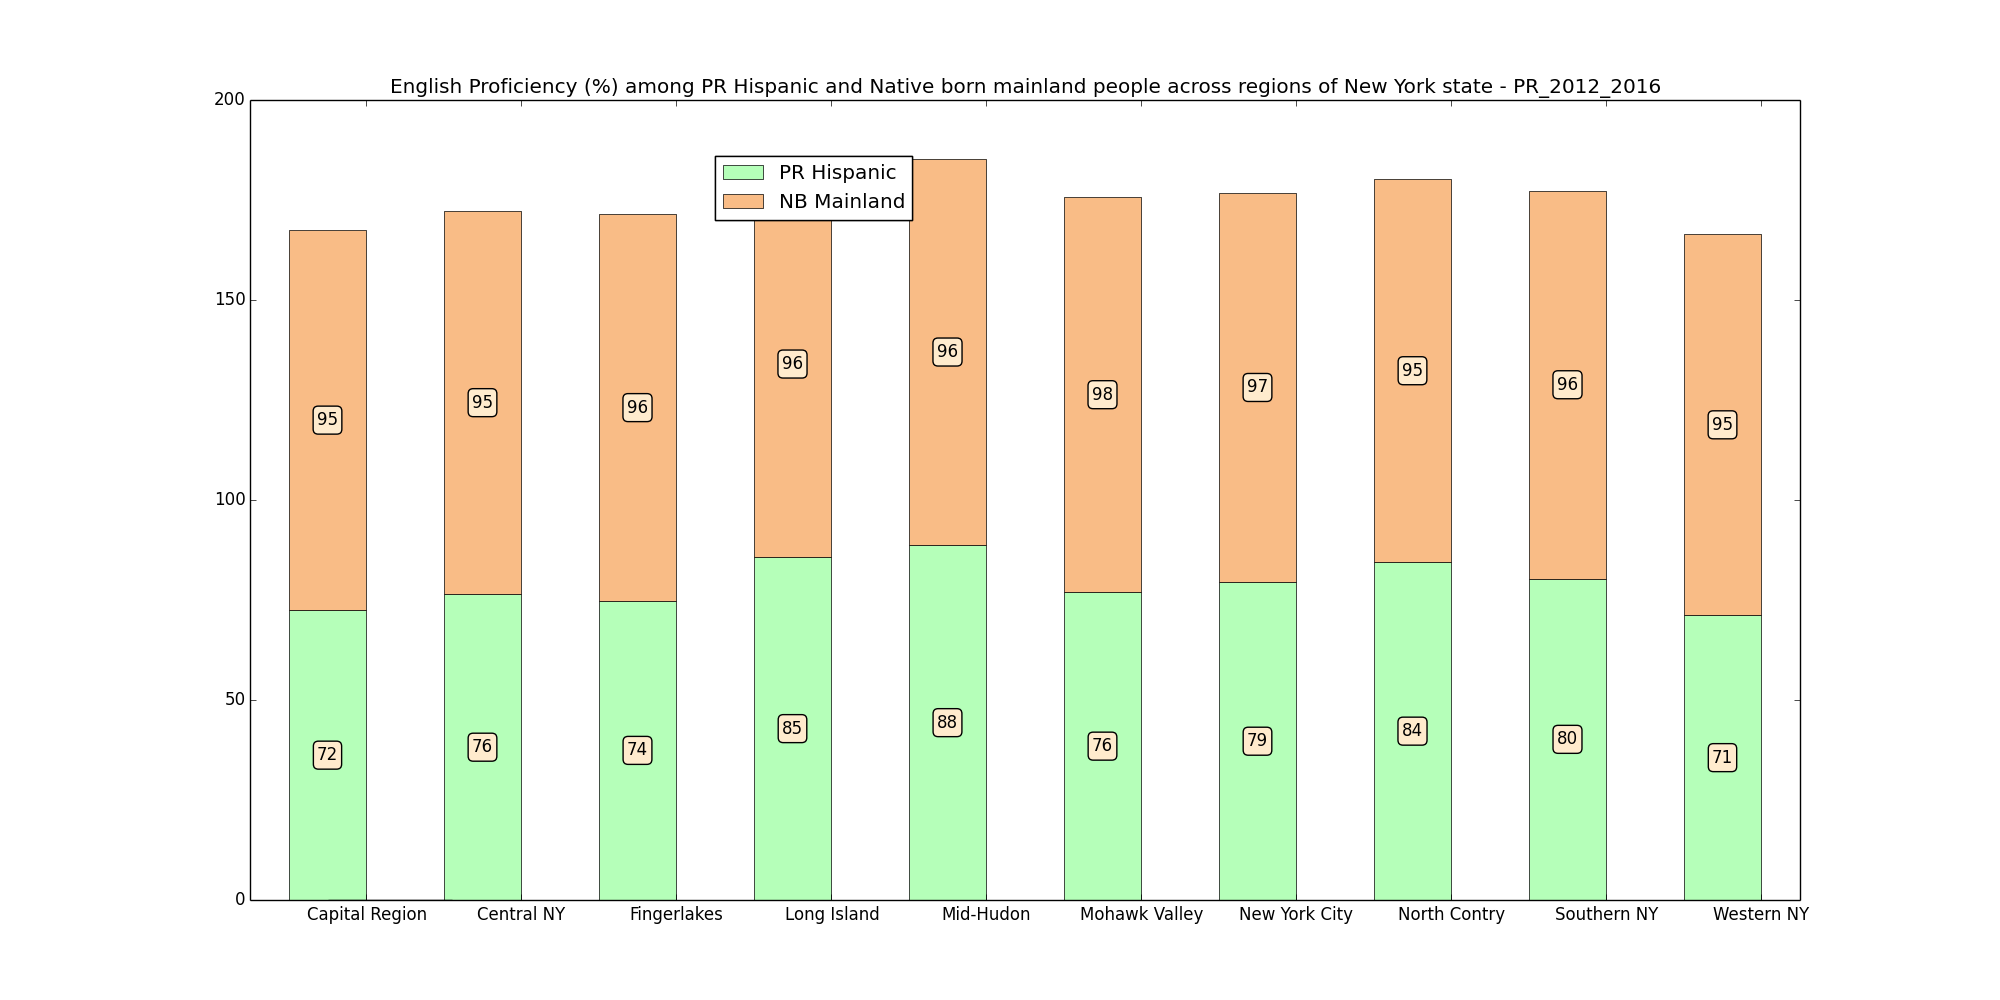 English Proficiency (%) among PR Hispanic and Native born mainland people across regions of New York state - PR_2012_2016
200
150
100
50
0
PR Hispanic
NB Mainland
95 95 96 96 96 98 97 95 96 95
72 76 74 85 88 76 79 84 80 71
Capital Region Central NY Fingerlakes Long Island Mid-Hudon Mohawk Valley New York City North Contry Southern NY Western NY